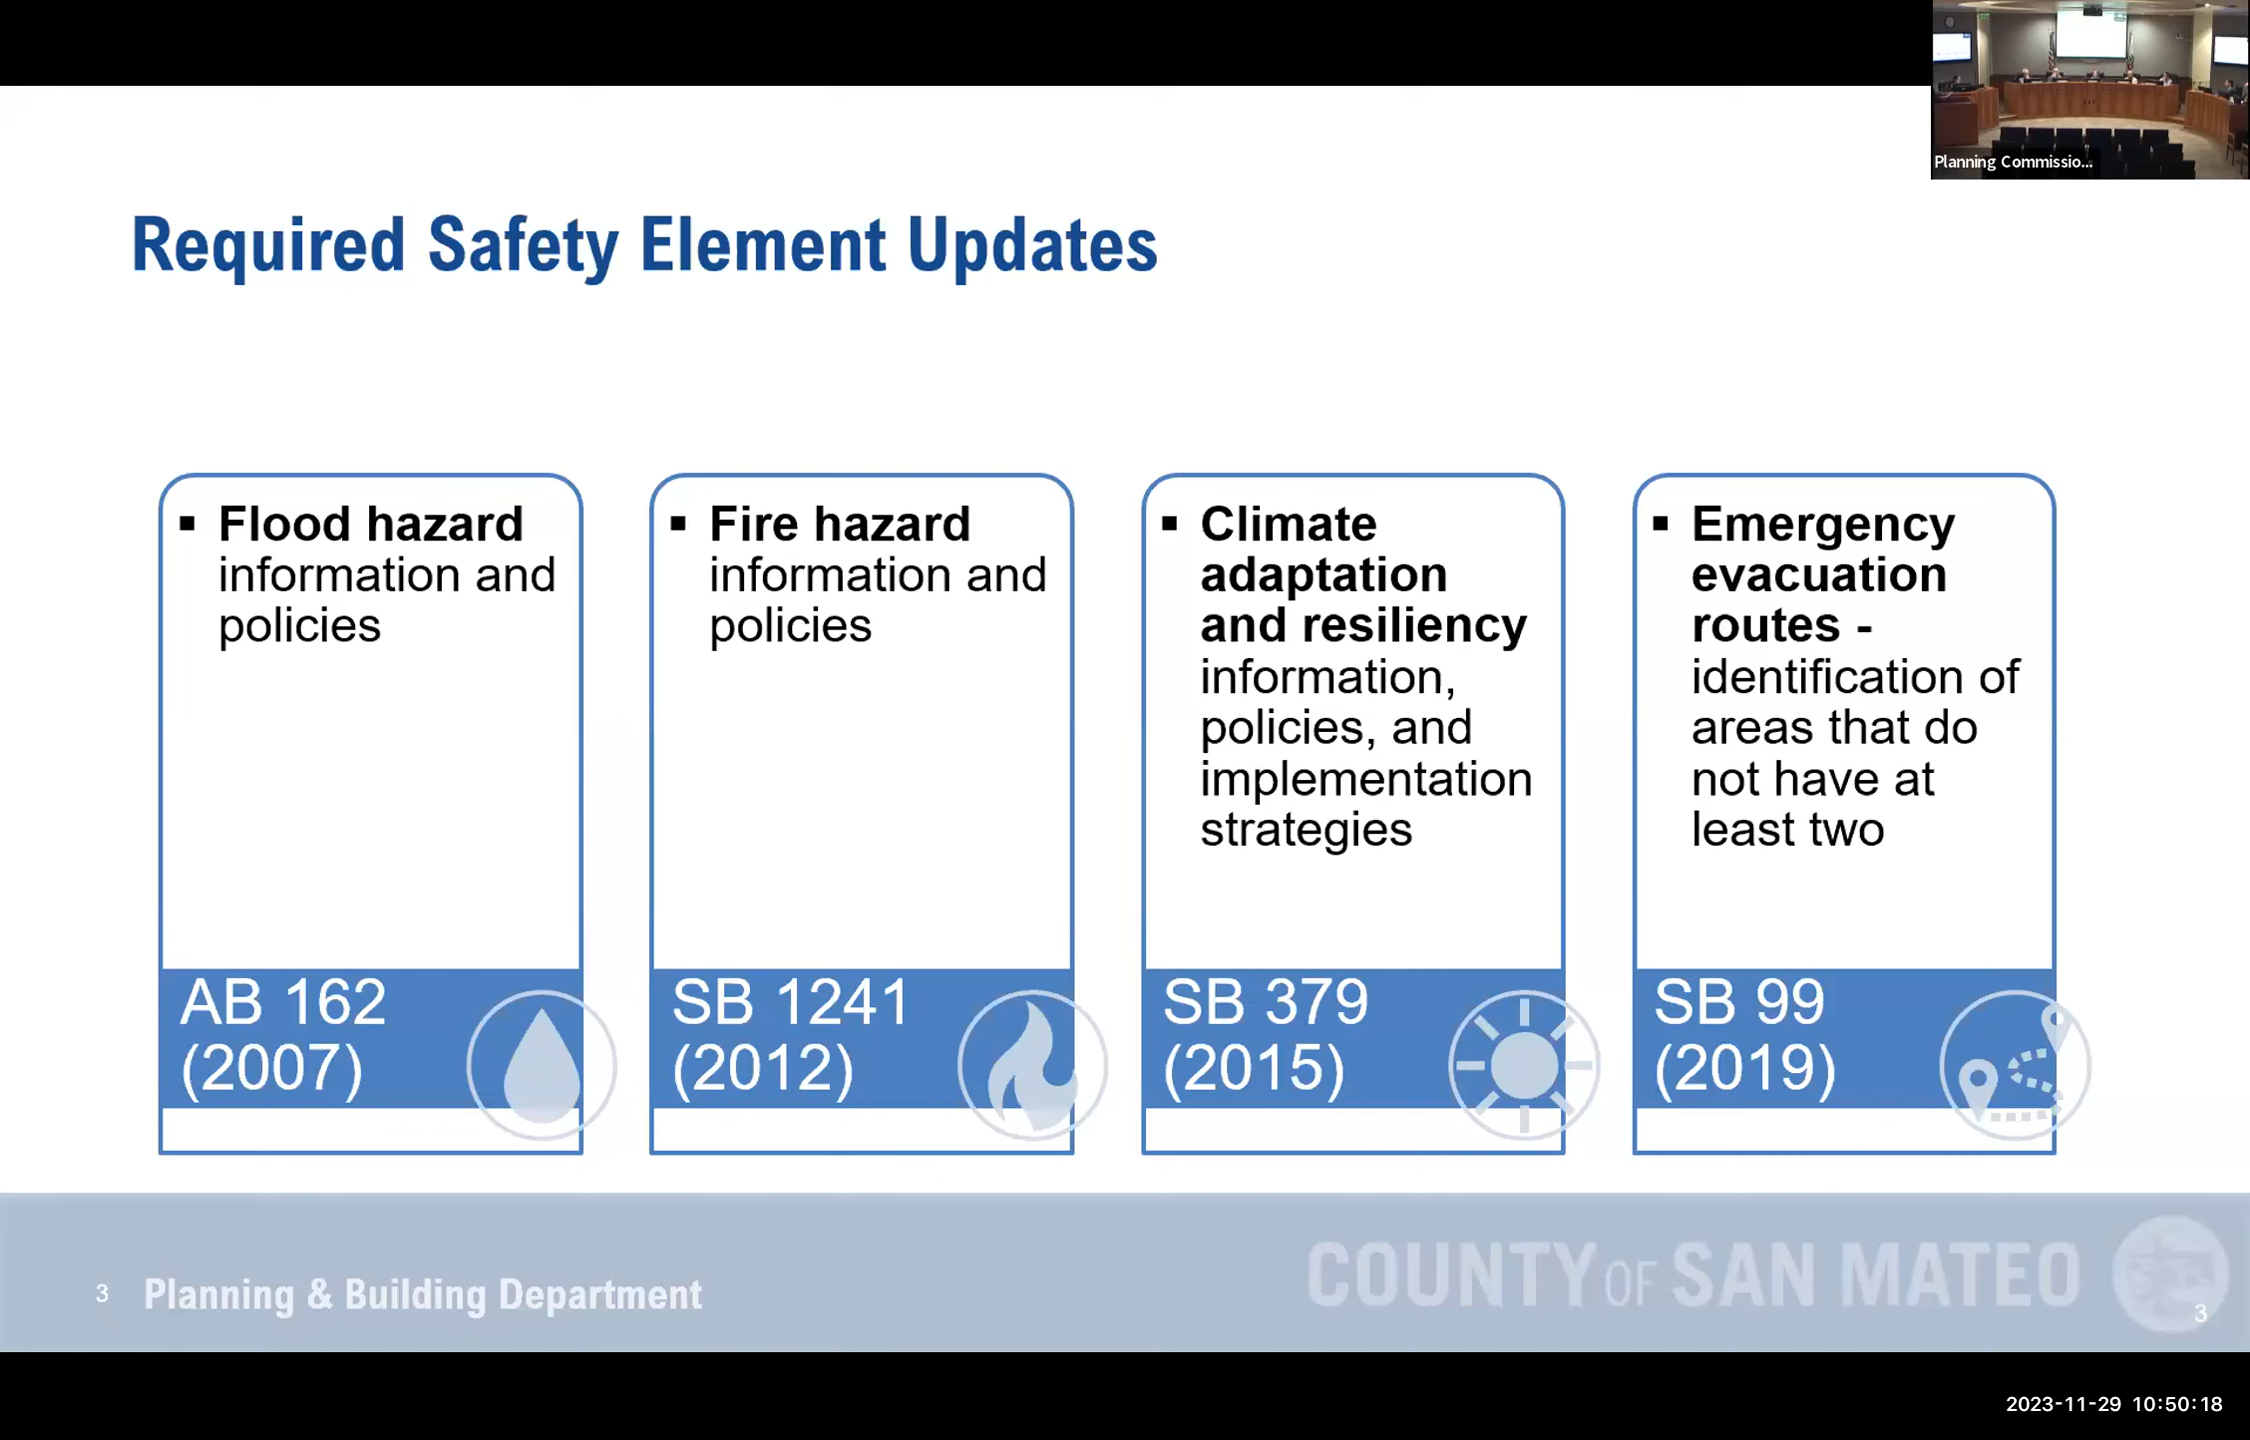 Planning Commissio...
Required Safety Element Updates
▪ Flood hazard
information and
policies
AB 162
(2007)
▪ Fire hazard
information and
policies
SB 1241
(2012)
▪ Climate
adaptation
and resiliency
information,
policies, and
implementation
strategies
SB 379
(2015)
▪ Emergency
evacuation
routes -
identification of
areas that do
not have at
least two
SB 99
(2019)
3 Planning & Building Department
COUNTY OF SAN MATEO
3
2023-11-29 10:50:18